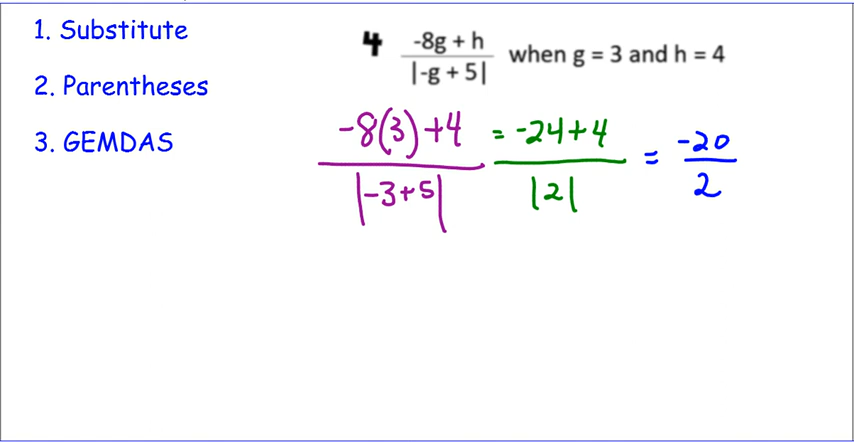 1. Substitute
2. Parentheses
3. GEMDAS
4 -8g + h
|-g + 5|
when g = 3 and h = 4
-8(3)+4
|-3+5|
= -24+4
|2|
= -20
2